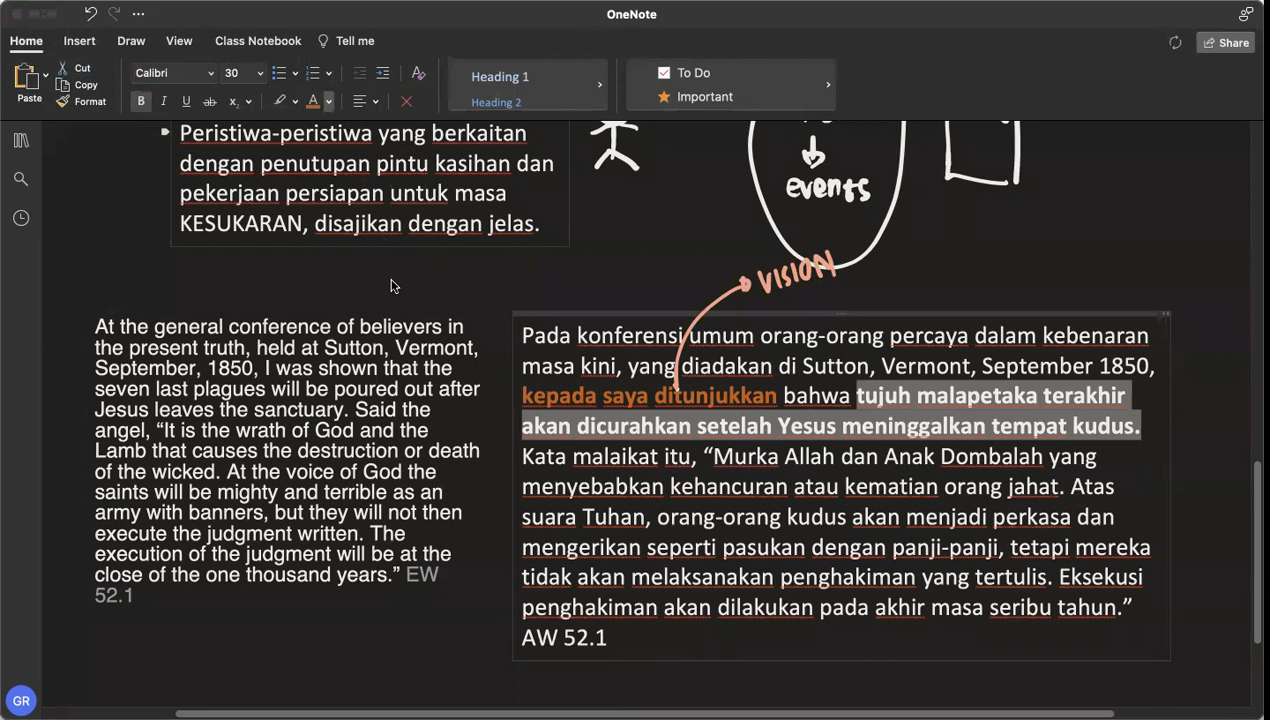 OneNote
Home Insert Draw View Class Notebook Tell me
Share
Paste
Cut
Copy
Format
Calibri 30
B I U ab x₂ A
Heading 1
Heading 2
To Do
Important
Peristiwa-peristiwa yang berkaitan
dengan penutupan pintu kasihan dan
pekerjaan persiapan untuk masa
KESUKARAN, disajikan dengan jelas.
events
VISION
At the general conference of believers in
the present truth, held at Sutton, Vermont,
September, 1850, I was shown that the
seven last plagues will be poured out after
Jesus leaves the sanctuary. Said the
angel, “It is the wrath of God and the
Lamb that causes the destruction or death
of the wicked. At the voice of God the
saints will be mighty and terrible as an
army with banners, but they will not then
execute the judgment written. The
execution of the judgment will be at the
close of the one thousand years.” EW
52.1
Pada konferensi umum orang-orang percaya dalam kebenaran
masa kini, yang diadakan di Sutton, Vermont, September 1850,
kepada saya ditunjukkan bahwa tujuh malapetaka terakhir
akan dicurahkan setelah Yesus meninggalkan tempat kudus.
Kata malaikat itu, “Murka Allah dan Anak Dombalah yang
menyebabkan kehancuran atau kematian orang jahat. Atas
suara Tuhan, orang-orang kudus akan menjadi perkasa dan
mengerikan seperti pasukan dengan panji-panji, tetapi mereka
tidak akan melaksanakan penghakiman yang tertulis. Eksekusi
penghakiman akan dilakukan pada akhir masa seribu tahun.”
AW 52.1
GR